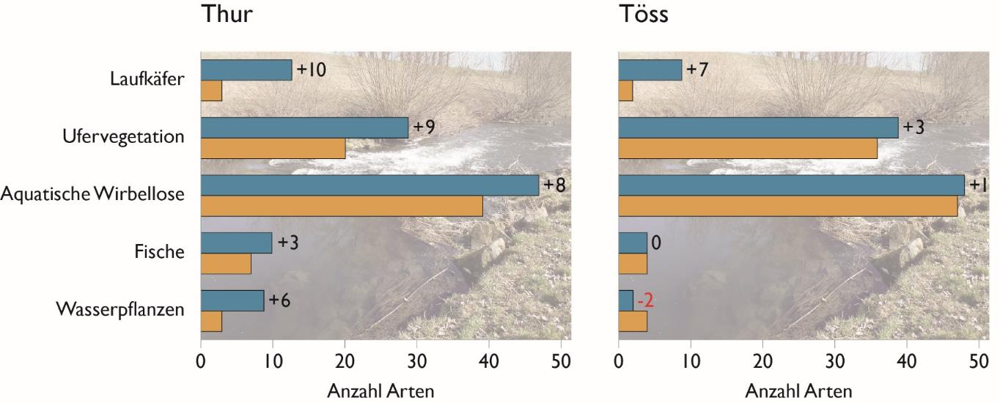 Thur
Töss
Laufkäfer
+10
+7
Ufervegetation
+9
+3
Aquatische Wirbellose
+8
+1
Fische
+3
0
Wasserpflanzen
+6
-2
0 10 20 30 40 50
0 10 20 30 40 50
Anzahl Arten
Anzahl Arten